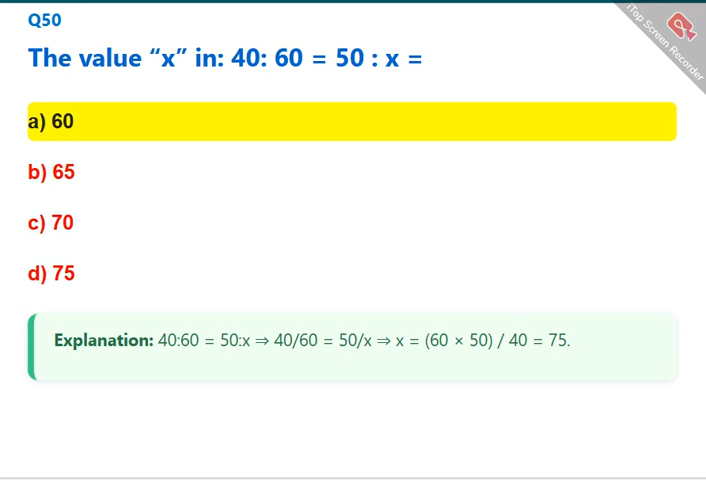 Q50
The value “x” in: 40: 60 = 50 : x =
a) 60
b) 65
c) 70
d) 75
Explanation: 40:60 = 50:x ⇒ 40/60 = 50/x ⇒ x = (60 × 50) / 40 = 75.
iTop Screen Recorder